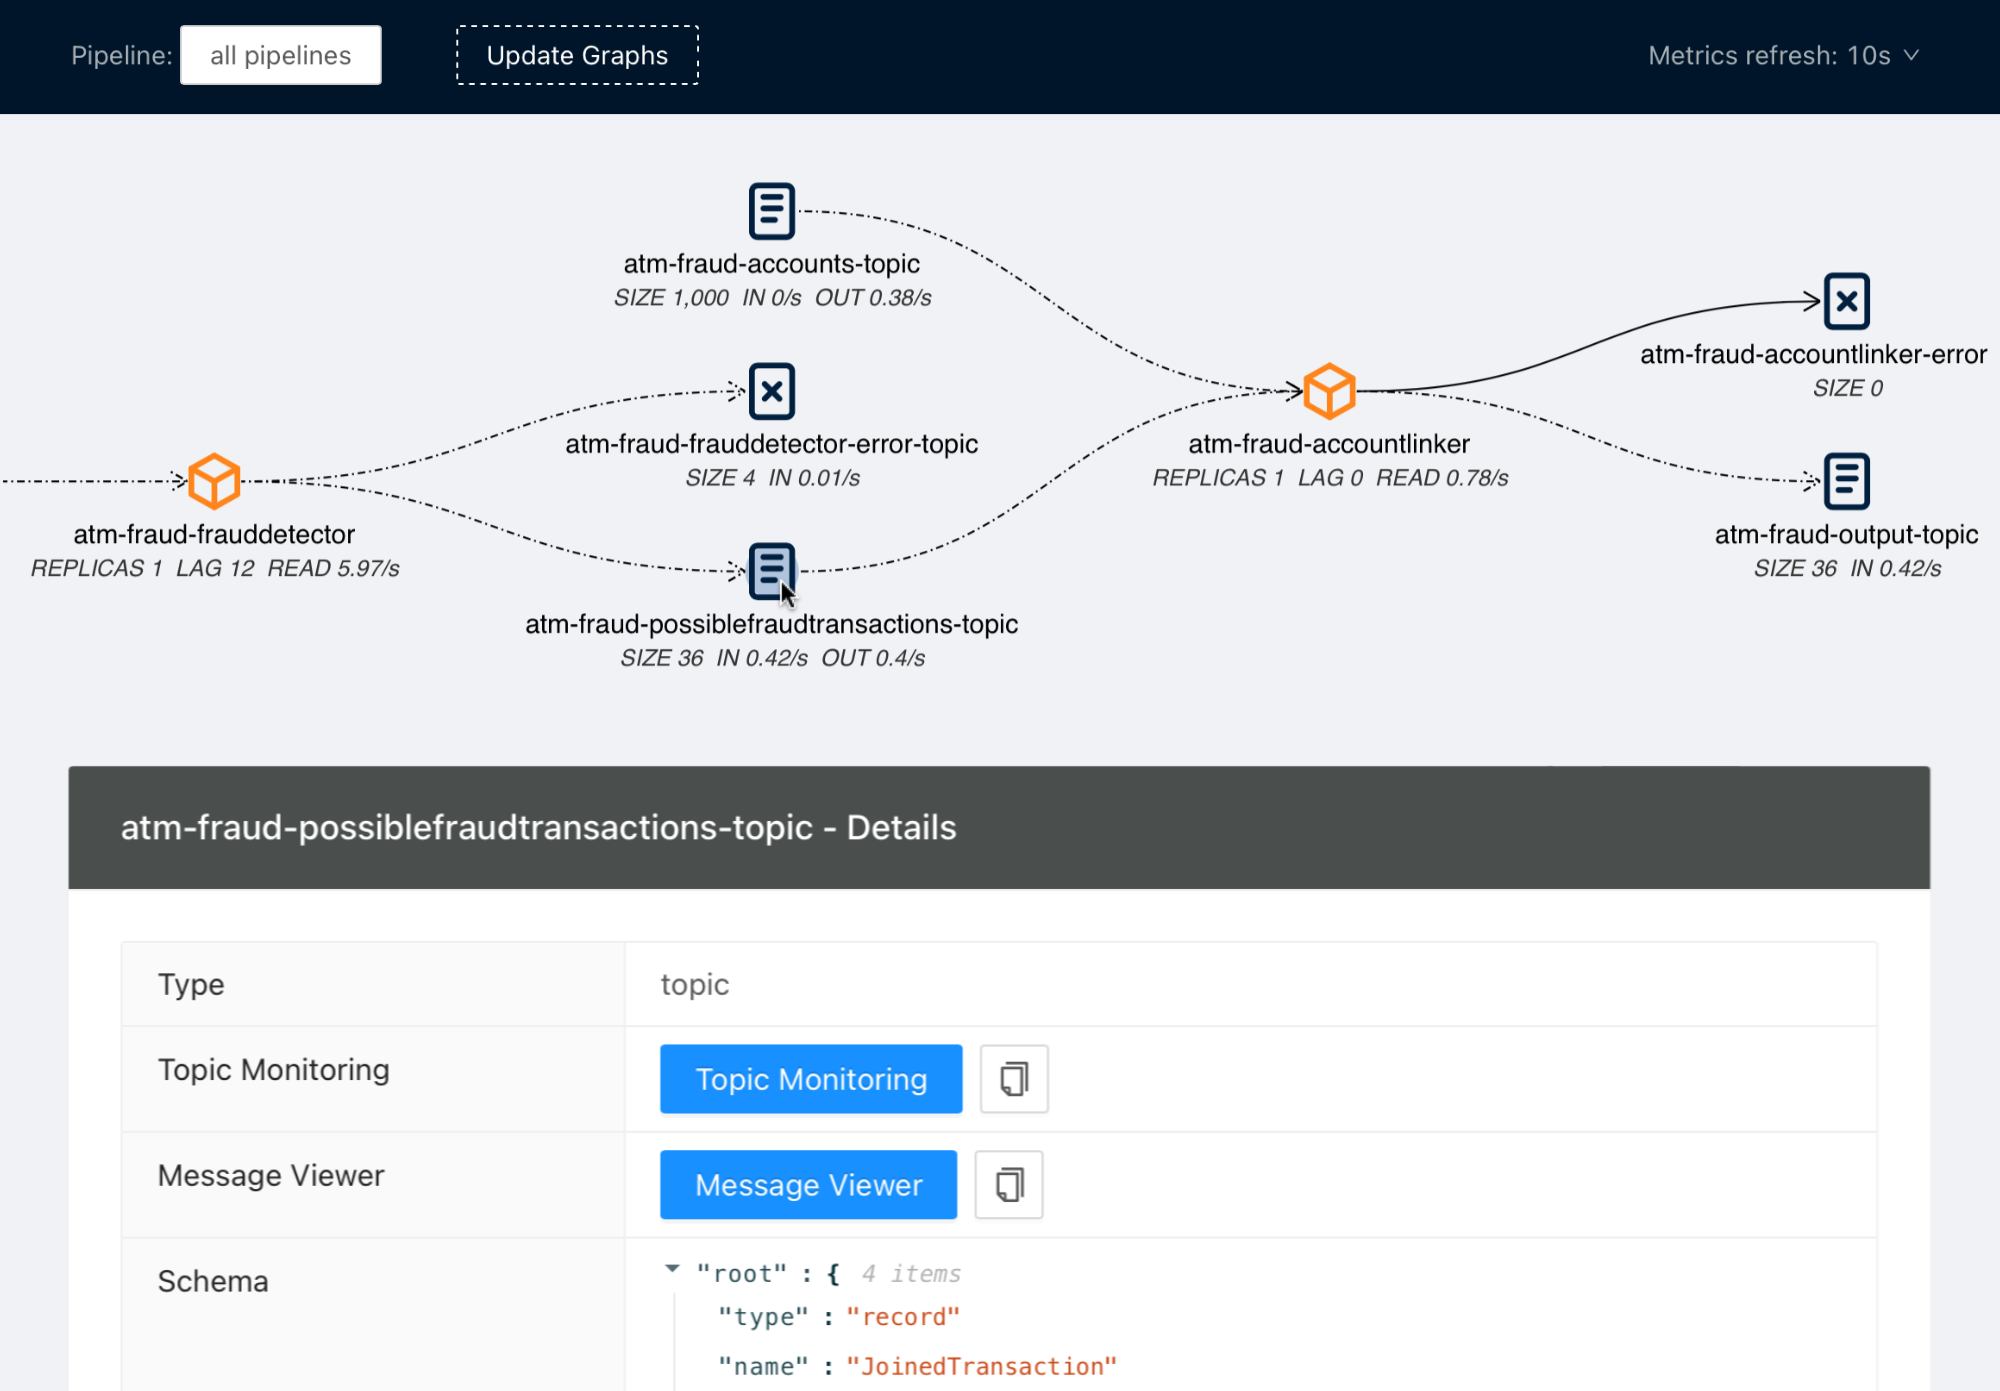 Pipeline: all pipelines Update Graphs Metrics refresh: 10s
atm-fraud-accounts-topic
SIZE 1,000 IN 0/s OUT 0.38/s
atm-fraud-accountlinker-error
SIZE 0
atm-fraud-frauddetector-error-topic
SIZE 4 IN 0.01/s
atm-fraud-accountlinker
REPLICAS 1 LAG 0 READ 0.78/s
atm-fraud-frauddetector
REPLICAS 1 LAG 12 READ 5.97/s
atm-fraud-output-topic
SIZE 36 IN 0.42/s
atm-fraud-possiblefraudtransactions-topic
SIZE 36 IN 0.42/s OUT 0.4/s
atm-fraud-possiblefraudtransactions-topic - Details
Type topic
Topic Monitoring Topic Monitoring
Message Viewer Message Viewer
Schema "root" : { 4 items
"type" : "record"
"name" : "JoinedTransaction"